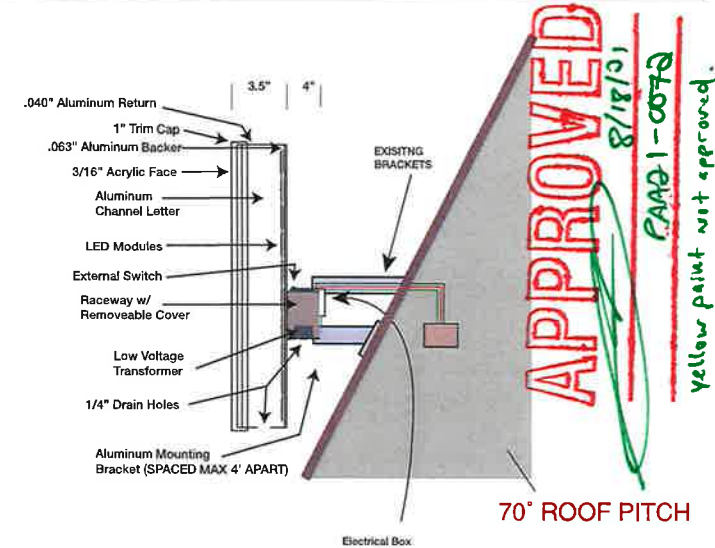 3.5"
4"
.040" Aluminum Return
1" Trim Cap
.063" Aluminum Backer
3/16" Acrylic Face
Aluminum
Channel Letter
LED Modules
External Switch
Raceway w/
Removeable Cover
Low Voltage
Transformer
1/4" Drain Holes
Aluminum Mounting
Bracket (SPACED MAX 4' APART)
EXISITNG
BRACKETS
Electrical Box
70° ROOF PITCH
APPROVED
8/18/21
PAA21-0072
yellow paint not approved.